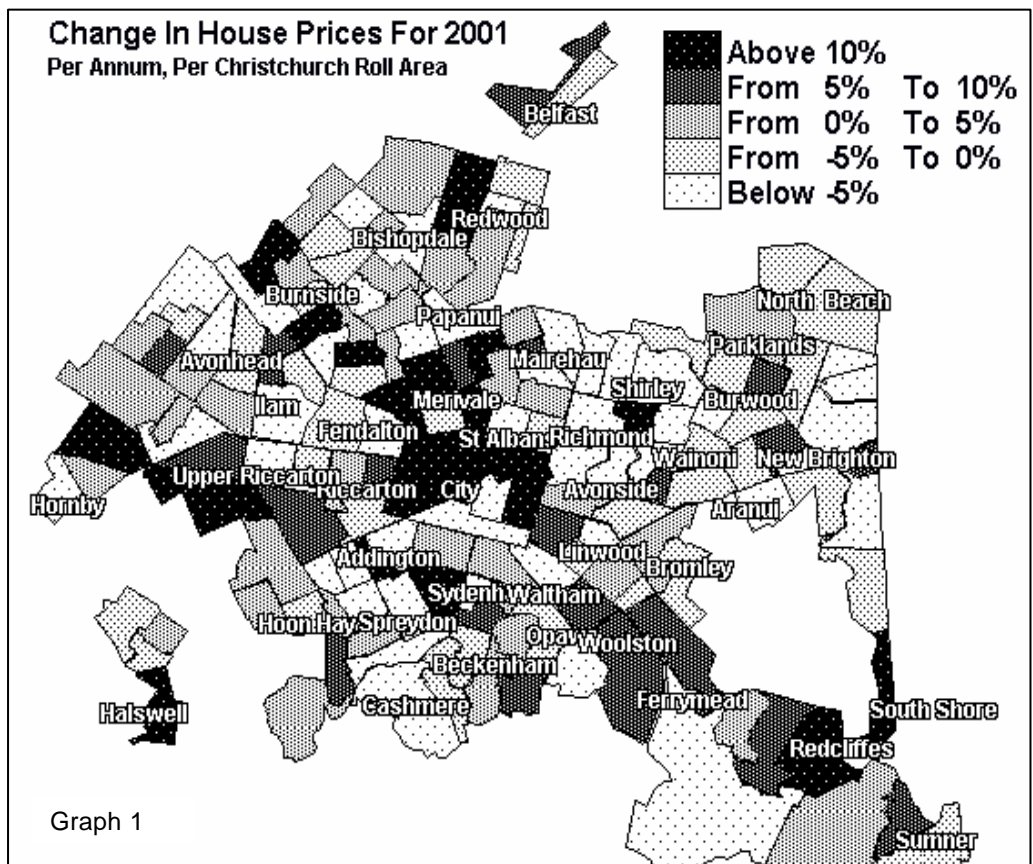 Change In House Prices For 2001
Per Annum, Per Christchurch Roll Area
Above 10%
From 5% To 10%
From 0% To 5%
From -5% To 0%
Below -5%
Belfast
Redwood
Bishopdale
Burnside
North Beach
Papanui
Parklands
Avonhead
Mairehau
Shirley
Ilam
Merivale
Burwood
Fendalton
St Alban
Richmond
Wainoni
New Brighton
Upper Riccarton
Riccarton
City
Avonside
Hornby
Aranui
Addington
Linwood
Bromley
Sydenh
Waltham
Hoon Hay
Spreydon
Opaw
Woolston
Beckenham
Halswell
Cashmere
Ferrymead
South Shore
Redcliffes
Graph 1
Sumner